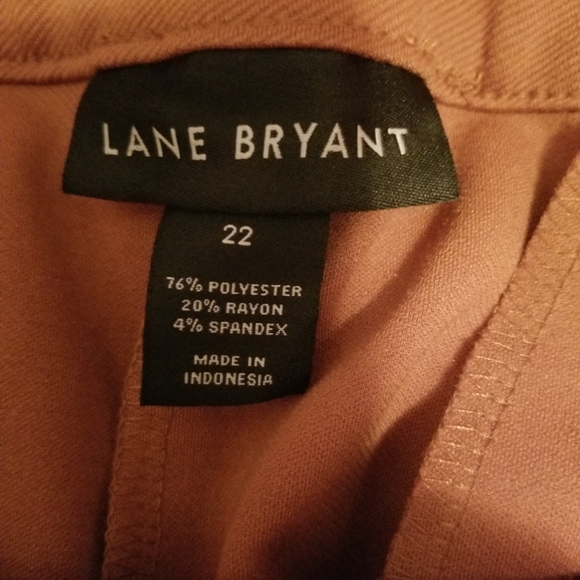 LANE BRYANT
22
76% POLYESTER
20% RAYON
4% SPANDEX
MADE IN
INDONESIA